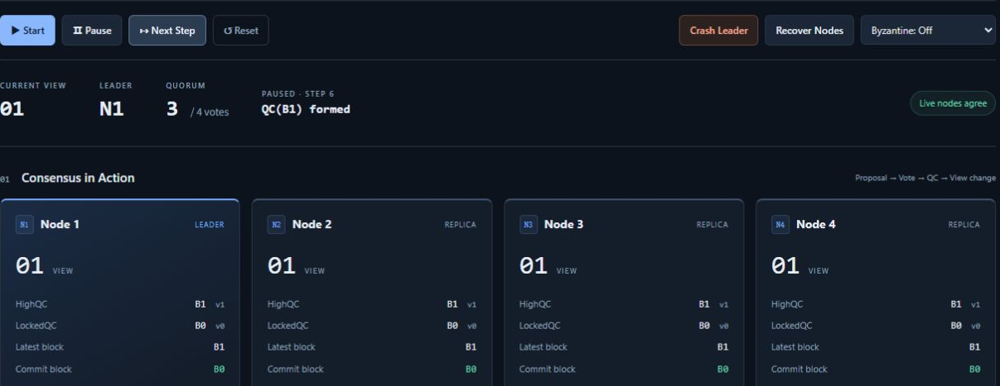 ▶ Start  ⏸ Pause  ↦ Next Step  ↺ Reset  Crash Leader  Recover Nodes  Byzantine: Off
CURRENT VIEW  LEADER  QUORUM
PAUSED · STEP 6
01  N1  3 / 4 votes  QC(B1) formed  Live nodes agree
01 Consensus in Action  Proposal → Vote → QC → View change
N1 Node 1 LEADER  N2 Node 2 REPLICA  N3 Node 3 REPLICA  N4 Node 4 REPLICA
01 VIEW  01 VIEW  01 VIEW  01 VIEW
HighQC B1 v1  HighQC B1 v1  HighQC B1 v1  HighQC B1 v1
LockedQC B0 v0  LockedQC B0 v0  LockedQC B0 v0  LockedQC B0 v0
Latest block B1  Latest block B1  Latest block B1  Latest block B1
Commit block B0  Commit block B0  Commit block B0  Commit block B0